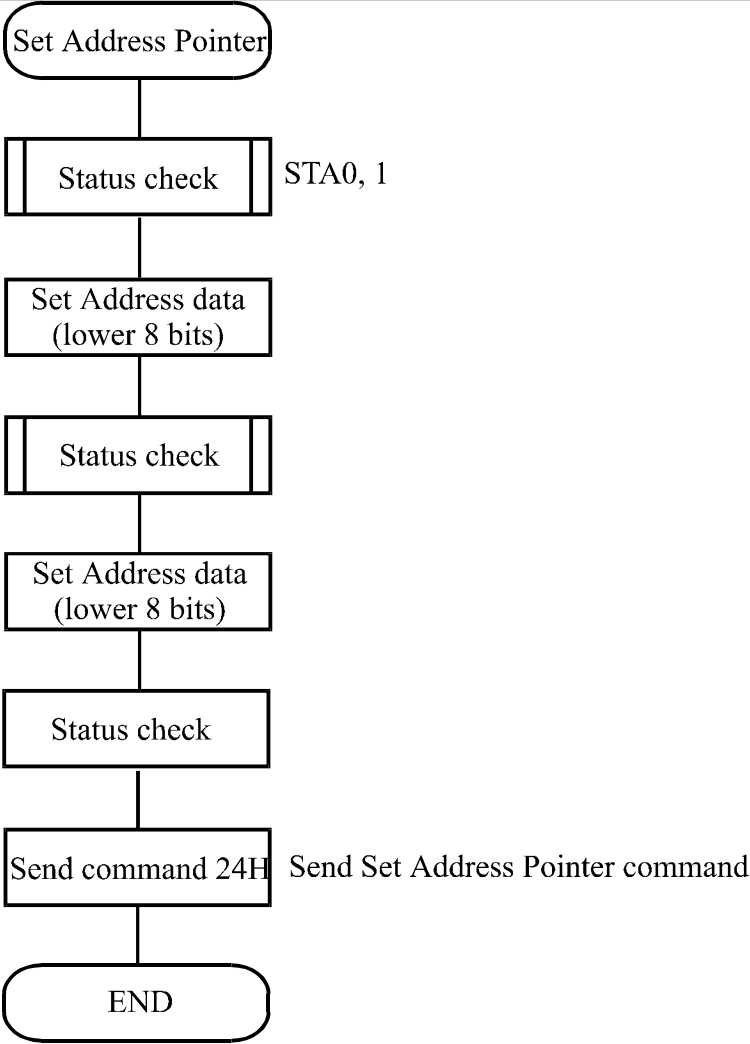 Set Address Pointer
Status check
STA0, 1
Set Address data
(lower 8 bits)
Status check
Set Address data
(lower 8 bits)
Status check
Send command 24H
Send Set Address Pointer command
END